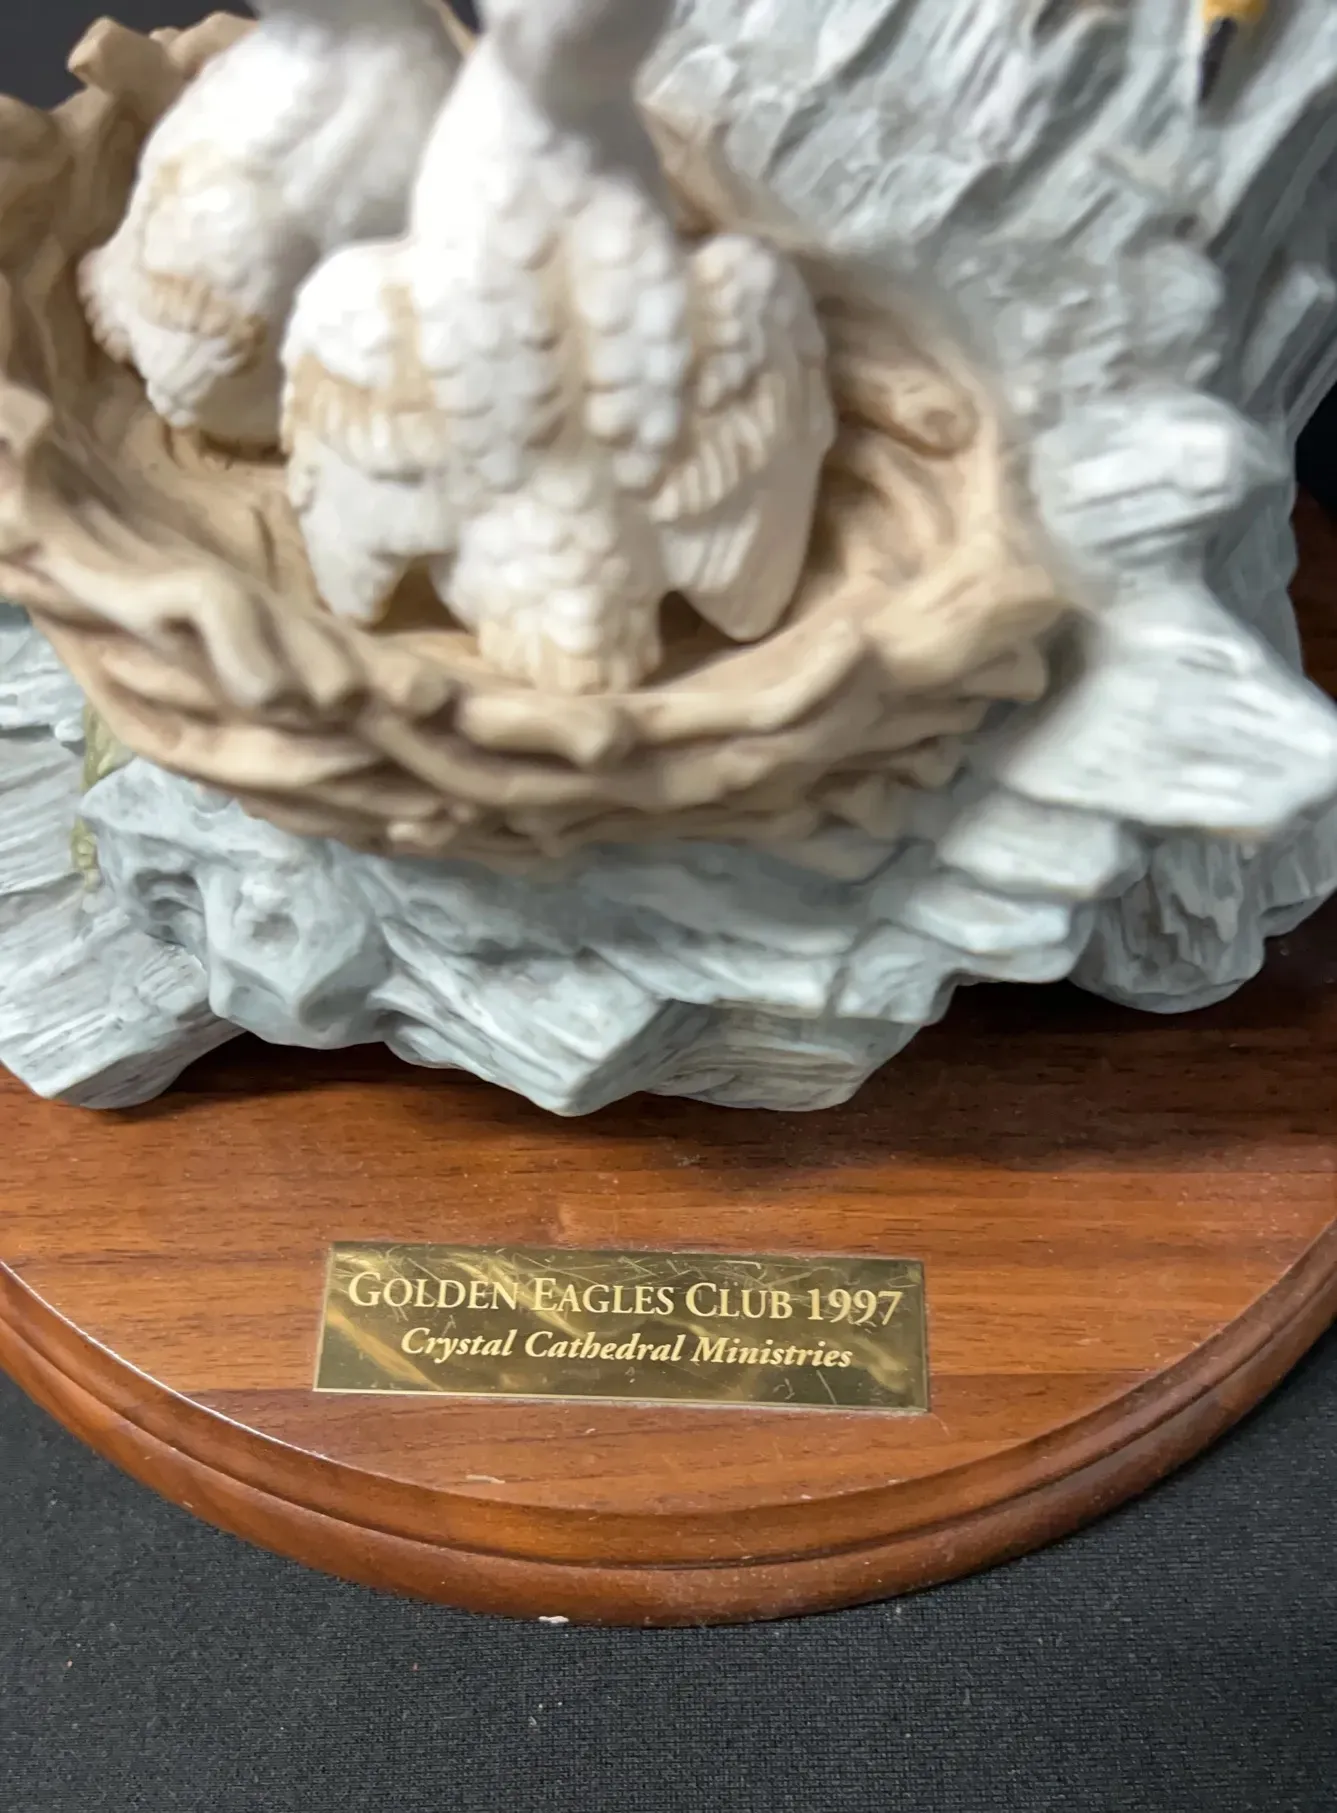 GOLDEN EAGLES CLUB 1997
Crystal Cathedral Ministries